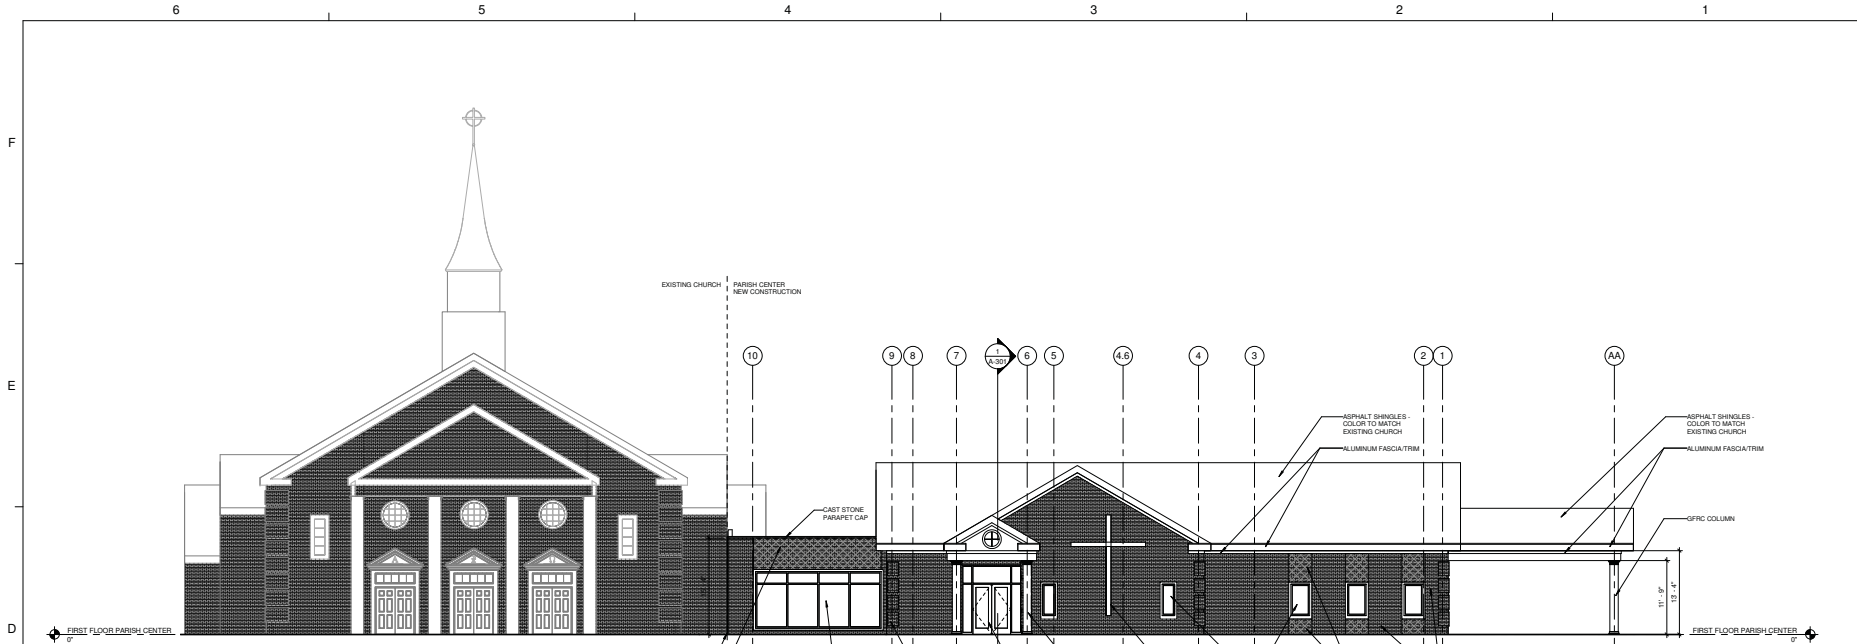 6 5 4 3 2 1
F
EXISTING CHURCH
PARISH CENTER
NEW CONSTRUCTION
10 9 8 7 1 6 5 4.6 4 3 2 1 AA
A-301
E
ASPHALT SHINGLES -
COLOR TO MATCH
EXISTING CHURCH
ALUMINUM FASCIA/TRIM
ASPHALT SHINGLES -
COLOR TO MATCH
EXISTING CHURCH
ALUMINUM FASCIA/TRIM
CAST STONE
PARAPET CAP
GFRC COLUMN
11' - 9"
13' - 4"
D
FIRST FLOOR PARISH CENTER
0"
FIRST FLOOR PARISH CENTER
0"